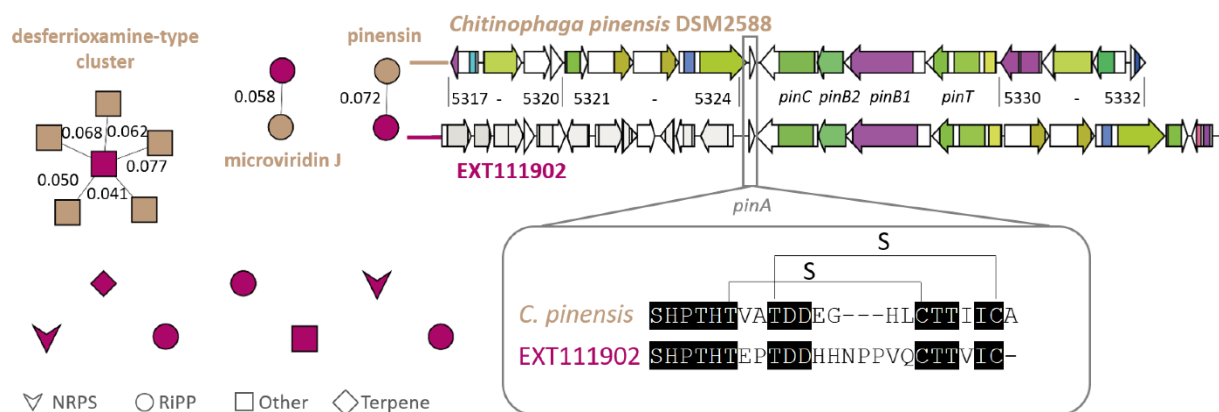 desferrioxamine-type
cluster
0.068
0.062
0.077
0.050
0.041
0.058
microviridin J
pinensin
0.072
Chitinophaga pinensis DSM2588
5317 - 5320 5321 - 5324 pinC pinB2 pinB1 pinT 5330 - 5332
EXT111902
pinA
S
S
C. pinensis SHPTHTVATDDEG---HLCTTIICA
EXT111902 SHPTHTEPTDDHHNPPVQCTTVIC-
NRPS RiPP Other Terpene